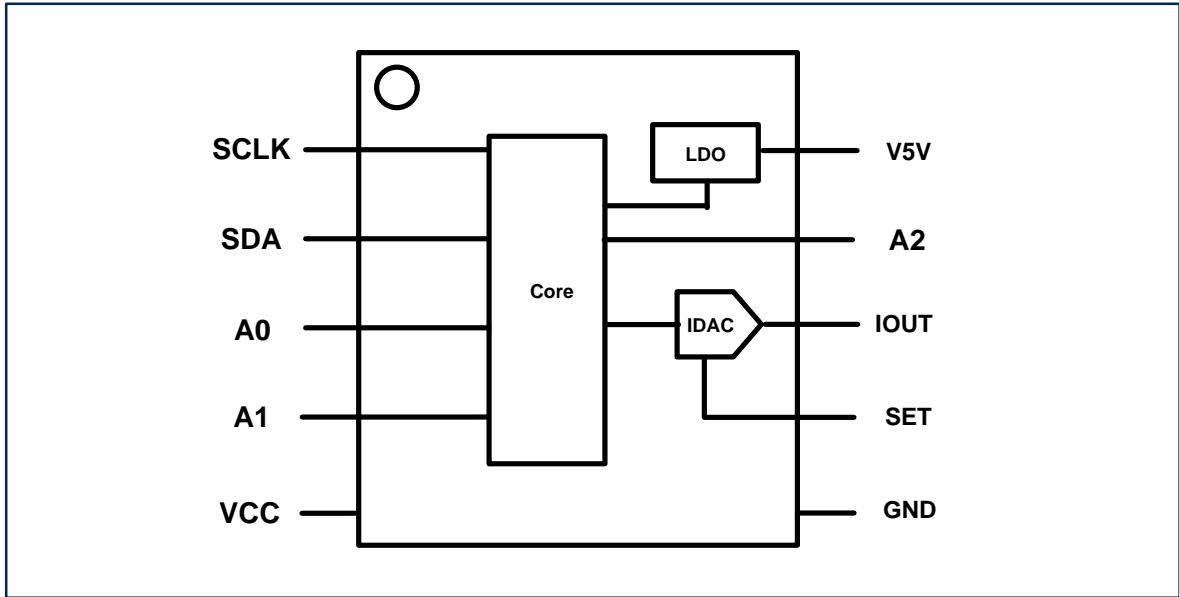 SCLK
SDA
A0
A1
VCC
Core
LDO
IDAC
V5V
A2
IOUT
SET
GND